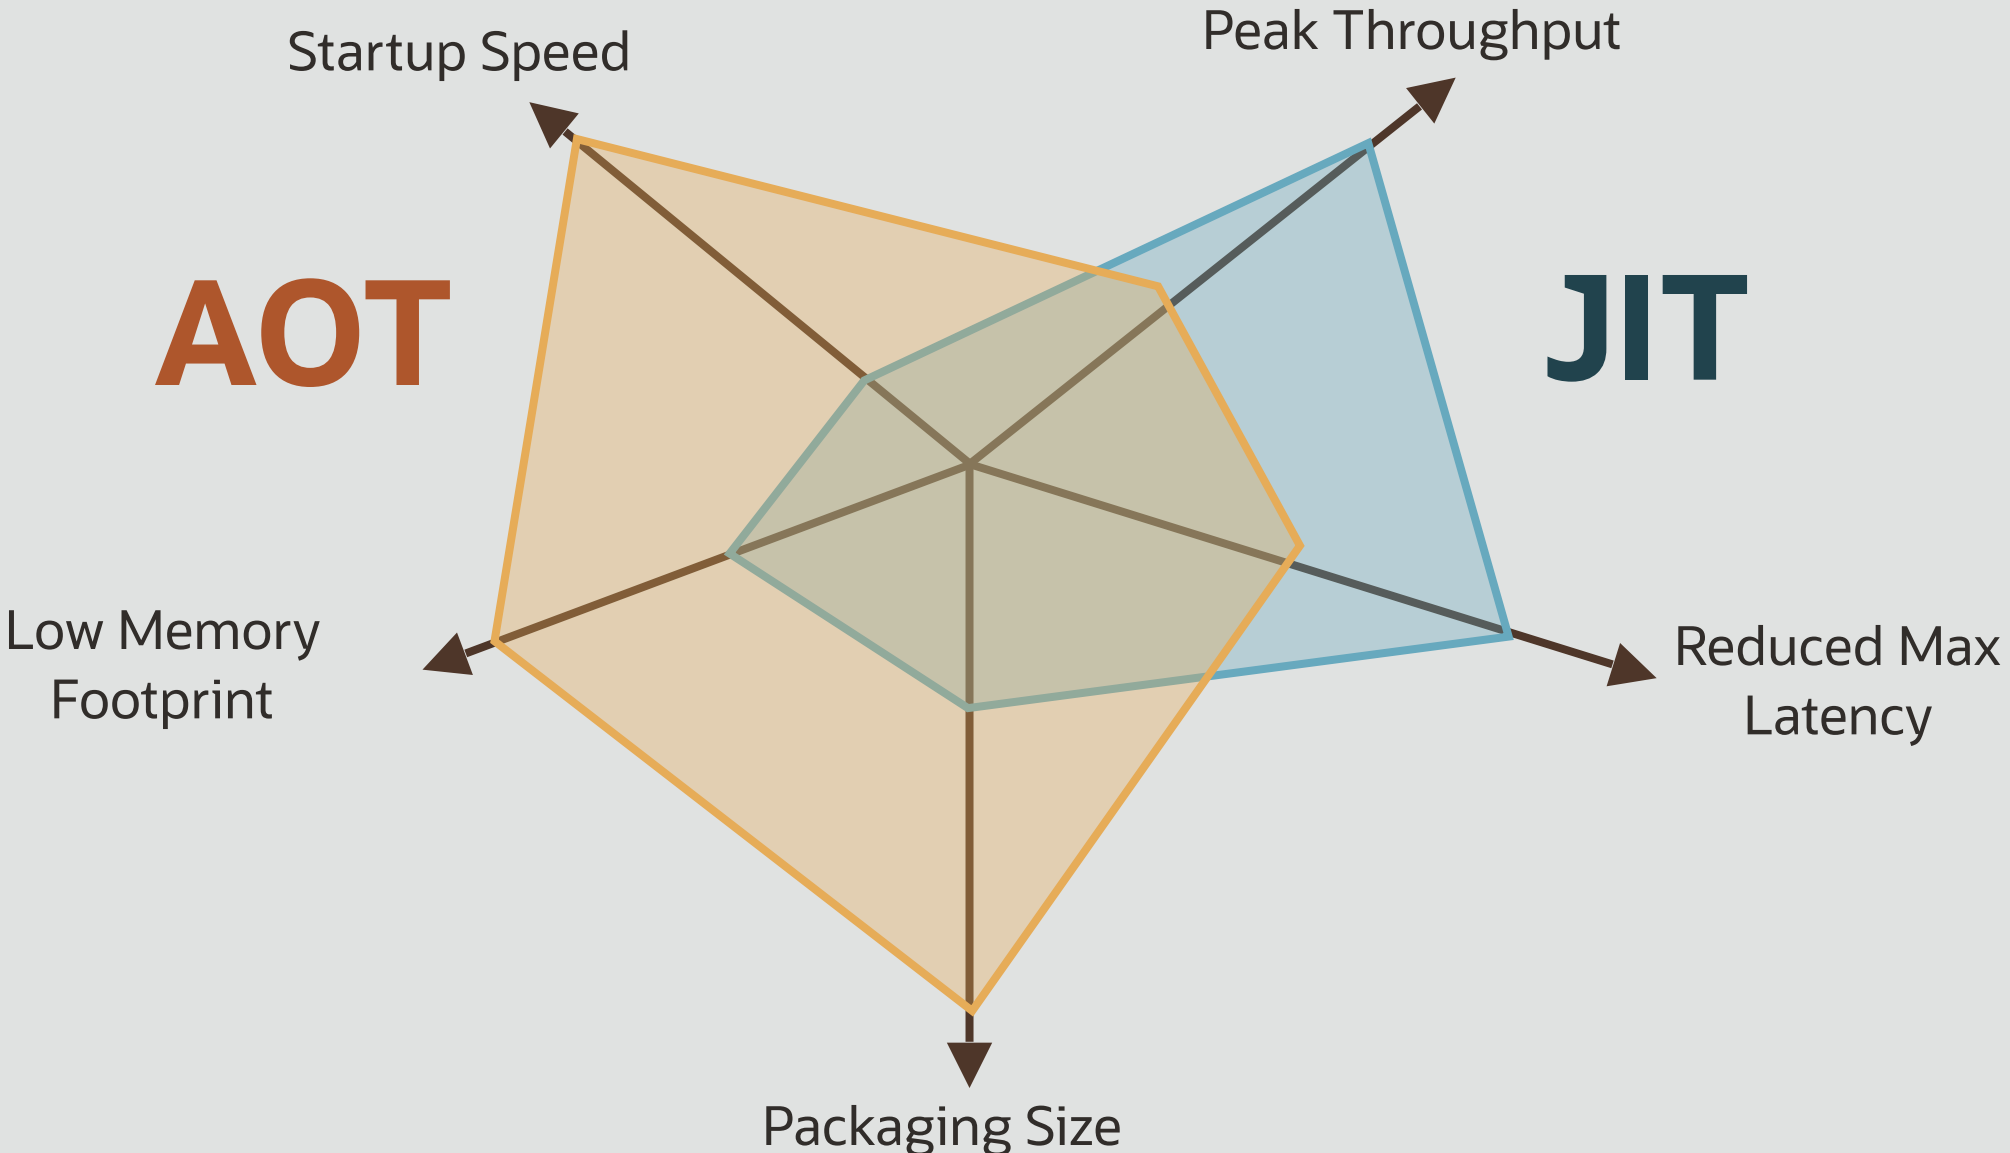 Startup Speed
Peak Throughput
AOT
JIT
Low Memory
Footprint
Reduced Max
Latency
Packaging Size